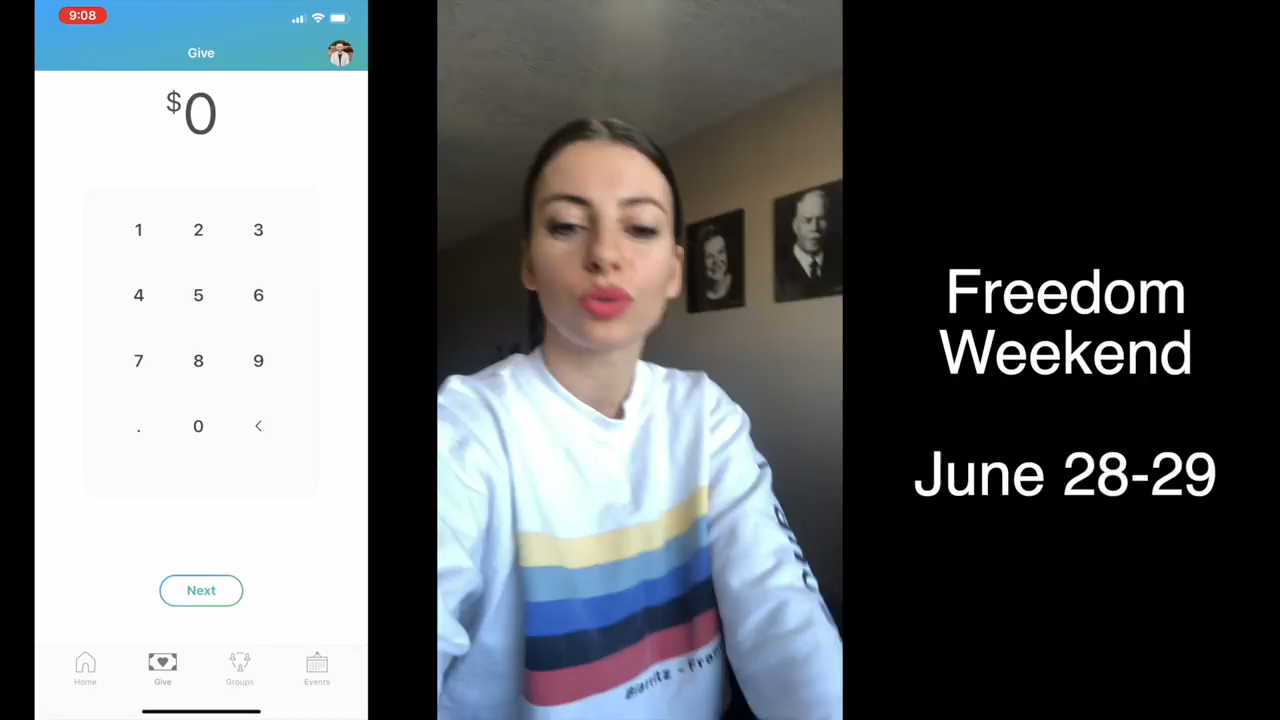 9:08
Give
$0
1 2 3
4 5 6
7 8 9
. 0 <
Next
Home Give Groups Events
Biarritz - Fran
Freedom
Weekend
June 28-29